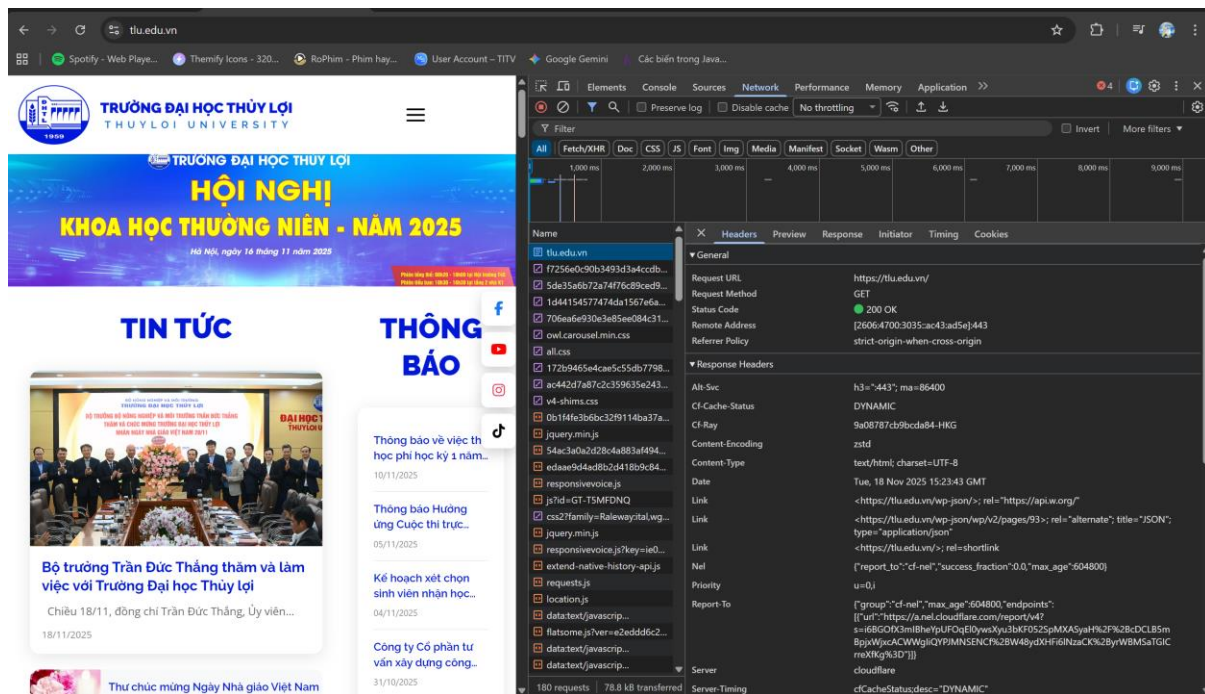 tlu.edu.vn
Spotify - Web Playe...
Themify Icons - 320...
RoPhim - Phim hay...
User Account – TITV
Google Gemini
Các biến trong Java...
TRƯỜNG ĐẠI HỌC THỦY LỢI
THUYLOI UNIVERSITY
1959
TRƯỜNG ĐẠI HỌC THỦY LỢI
HỘI NGHỊ
KHOA HỌC THƯỜNG NIÊN - NĂM 2025
Hà Nội, ngày 16 tháng 11 năm 2025
TIN TỨC
Bộ trưởng Trần Đức Thắng thăm và làm
việc với Trường Đại học Thủy lợi
Chiều 18/11, đồng chí Trần Đức Thắng, Ủy viên...
18/11/2025
Thư chúc mừng Ngày Nhà giáo Việt Nam
THÔNG
BÁO
Thông báo về việc th
học phí học kỳ 1 năm...
10/11/2025
Thông báo Hưởng
ứng Cuộc thi trực...
05/11/2025
Kế hoạch xét chọn
sinh viên nhận học...
04/11/2025
Công ty Cổ phần tư
vấn xây dựng công...
31/10/2025
Elements Console Sources Network Performance Memory Application
4
Preserve log Disable cache No throttling
Filter
Invert More filters
All Fetch/XHR Doc CSS JS Font Img Media Manifest Socket Wasm Other
1,000 ms 2,000 ms 3,000 ms 4,000 ms 5,000 ms 6,000 ms 7,000 ms 8,000 ms 9,000 ms
Name
tlu.edu.vn
f7256e0c90b3493d3a4ccdb...
5de35a6b72a74f76c89ced9...
1d44154577474da1567e6a...
706ea6e930e3e85ee084c31...
owl.carousel.min.css
all.css
172b9465e4cae5c55db7798...
ac442d7a87c2c359635e243...
v4-shims.css
0b1f4fe3b6bc32f9114ba37a...
jquery.min.js
54ac3a0a2d28c4a883af494...
edaae9d4ad8b2d418b9c84...
responsivevoice.js
js?id=GT-T5MFDNQ
css2?family=Raleway:ital,wg...
jquery.min.js
responsivevoice.js?key=ie0...
extend-native-history-api.js
requests.js
location.js
data:text/javascrip...
flatsome.js?ver=e2eddd6c2...
data:text/javascrip...
data:text/javascrip...
180 requests 78.8 kB transferred
Headers Preview Response Initiator Timing Cookies
General
Request URL https://tlu.edu.vn/
Request Method GET
Status Code 200 OK
Remote Address [2606:4700:3035::ac43:ad5e]:443
Referrer Policy strict-origin-when-cross-origin
Response Headers
Alt-Svc h3=":443"; ma=86400
Cf-Cache-Status DYNAMIC
Cf-Ray 9a08787cb9bcda84-HKG
Content-Encoding zstd
Content-Type text/html; charset=UTF-8
Date Tue, 18 Nov 2025 15:23:43 GMT
Link <https://tlu.edu.vn/wp-json/>; rel="https://api.w.org/"
Link <https://tlu.edu.vn/wp-json/wp/v2/pages/93>; rel="alternate"; title="JSON";
type="application/json"
Link <https://tlu.edu.vn/>; rel=shortlink
Nel {"report_to":"cf-nel","success_fraction":0.0,"max_age":604800}
Priority u=0,i
Report-To {"group":"cf-nel","max_age":604800,"endpoints":
[{"url":"https://a.nel.cloudflare.com/report/v4?
Server cloudflare
Server-Timing cfCacheStatus;desc="DYNAMIC"